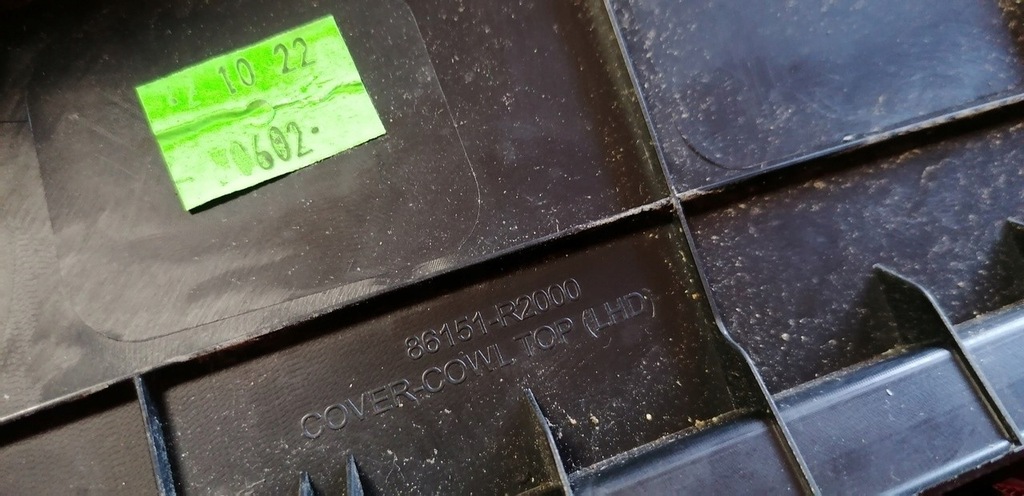 10 22
0602
86151-R2000
COVER-COWL TOP (LHD)